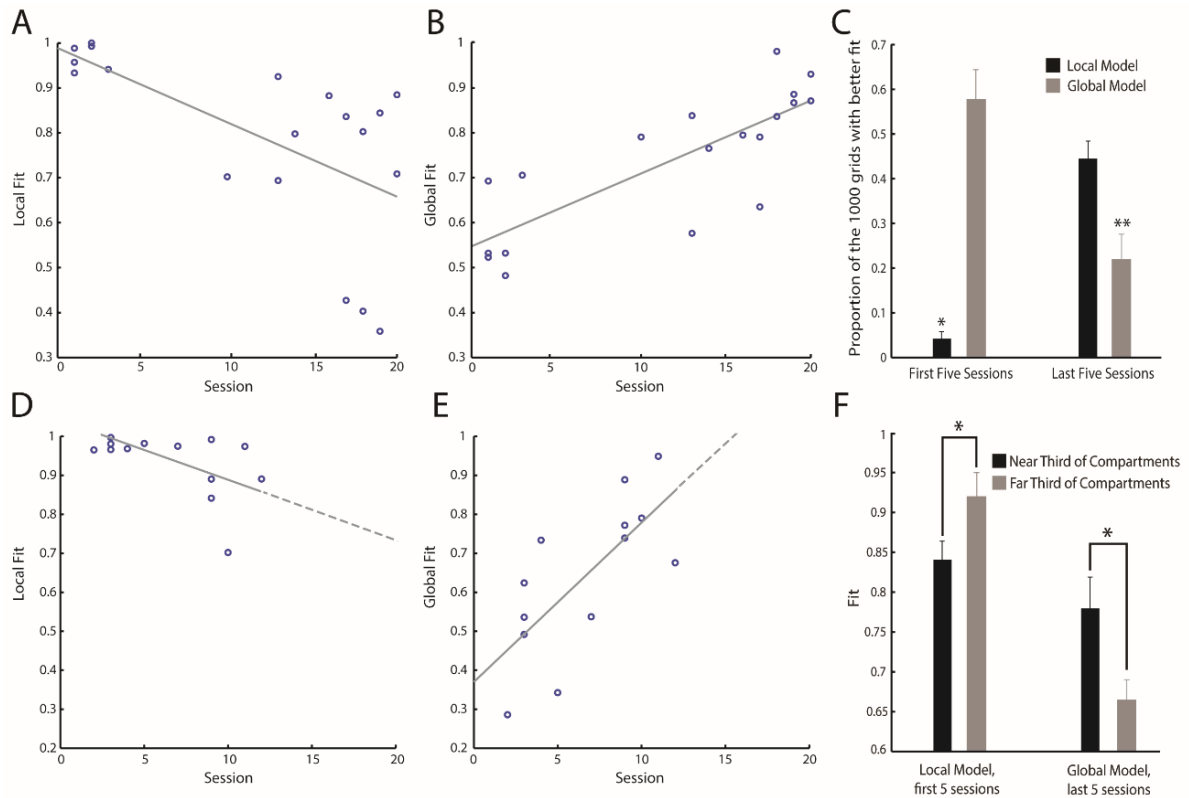 A
Local Fit
1
0.9
0.8
0.7
0.6
0.5
0.4
0.3
0
5
10
15
20
Session
B
Global Fit
1
0.9
0.8
0.7
0.6
0.5
0.4
0.3
0
5
10
15
20
Session
C
Proportion of the 1000 grids with better fit
0.7
0.6
0.5
0.4
0.3
0.2
0.1
0
Local Model
Global Model
*
**
First Five Sessions
Last Five Sessions
D
Local Fit
1
0.9
0.8
0.7
0.6
0.5
0.4
0.3
0.2
0
5
10
15
20
Session
E
Global Fit
1
0.9
0.8
0.7
0.6
0.5
0.4
0.3
0.2
0
5
10
15
20
Session
F
Fit
1
0.95
0.9
0.85
0.8
0.75
0.7
0.65
0.6
*
Near Third of Compartments
Far Third of Compartments
*
Local Model,
first 5 sessions
Global Model,
last 5 sessions